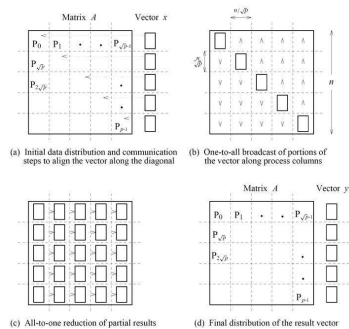 Matrix A Vector x
P0 P1 P√p-1
P√p
P2√p
Pp-1
(a) Initial data distribution and communication
steps to align the vector along the diagonal
n/√p
n/√p
n
(b) One-to-all broadcast of portions of
the vector along process columns
(c) All-to-one reduction of partial results
Matrix A Vector y
P0 P1 P√p-1
P√p
P2√p
Pp-1
(d) Final distribution of the result vector